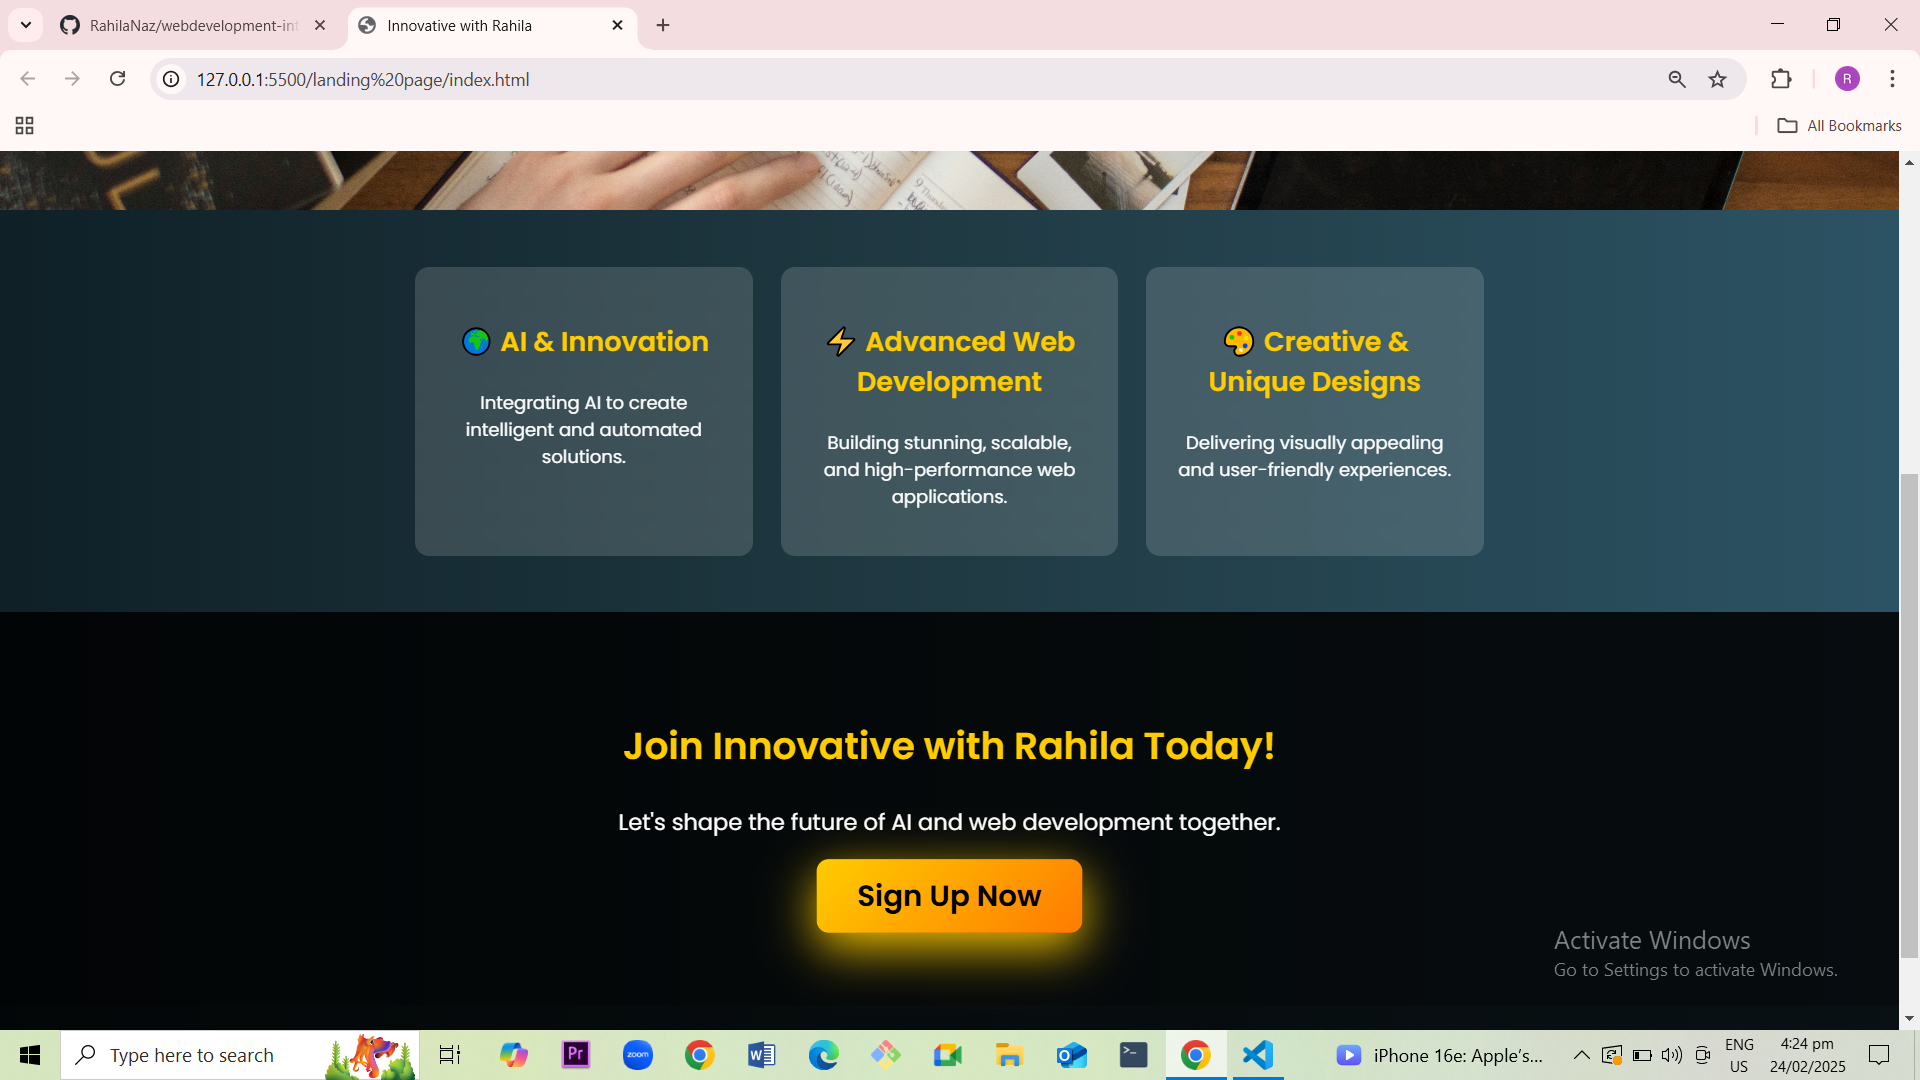 RahilaNaz/webdevelopment-int
Innovative with Rahila
127.0.0.1:5500/landing%20page/index.html
R
All Bookmarks
AI & Innovation
Integrating AI to create
intelligent and automated
solutions.
Advanced Web
Development
Building stunning, scalable,
and high-performance web
applications.
Creative &
Unique Designs
Delivering visually appealing
and user-friendly experiences.
Join Innovative with Rahila Today!
Let's shape the future of AI and web development together.
Sign Up Now
Activate Windows
Go to Settings to activate Windows.
Type here to search
Pr
zoom
iPhone 16e: Apple's...
ENG
US
4:24 pm
24/02/2025